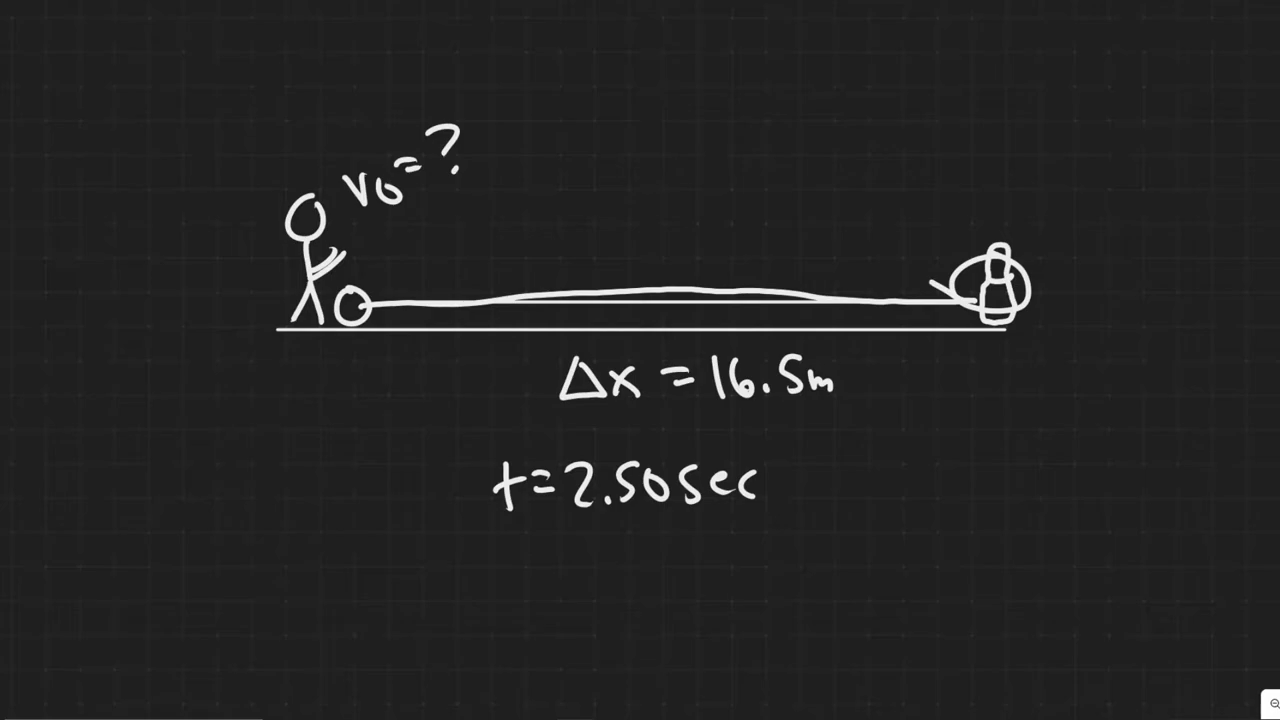 v0 = ?
Δx = 16.5m
t = 2.50sec